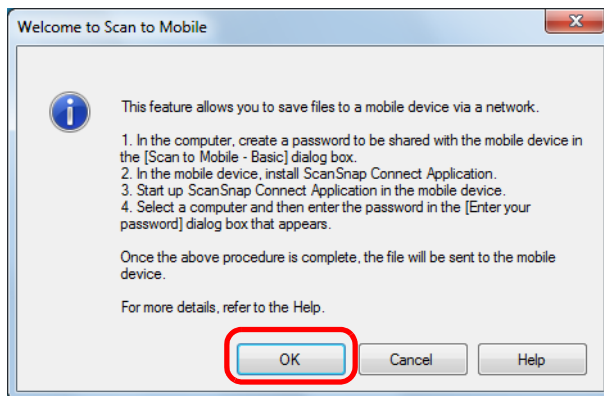 Welcome to Scan to Mobile
This feature allows you to save files to a mobile device via a network.
1. In the computer, create a password to be shared with the mobile device in
the [Scan to Mobile - Basic] dialog box.
2. In the mobile device, install ScanSnap Connect Application.
3. Start up ScanSnap Connect Application in the mobile device.
4. Select a computer and then enter the password in the [Enter your
password] dialog box that appears.
Once the above procedure is complete, the file will be sent to the mobile
device.
For more details, refer to the Help.
OK Cancel Help